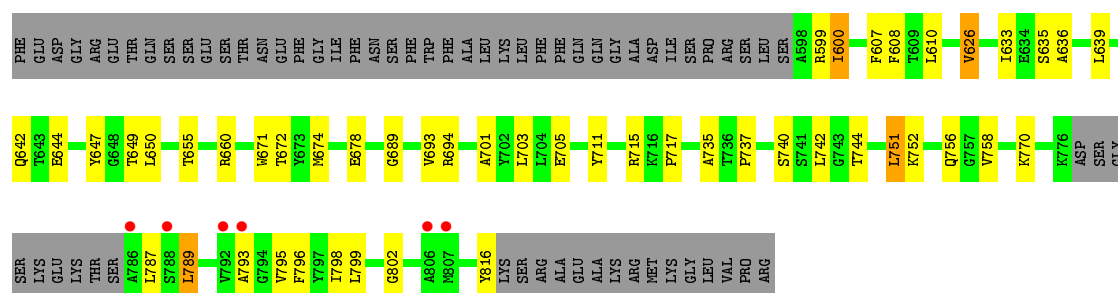 PHE GLU ASP GLY ARG GLU THR GLN SER SER GLU SER THR ASN GLU PHE GLY ILE PHE ASN SER PHE TRP PHE ALA LEU LYS LEU PHE PHE GLN GLN GLY ALA ASP ILE SER PRO ARG SER LEU SER A598 R599 I600 F607 F608 T609 L610 V626 I633 E634 S635 A636 L639
Q642 T643 E644 Y647 G648 T649 L650 T655 R660 W671 T672 Y673 M674 E678 G689 V693 R694 A701 Y702 L703 L704 E705 Y711 R715 K716 P717 A735 T736 P737 S740 S741 L742 G743 T744 L751 K752 Q756 G757 V758 K770 K776 ASP SER GLY
SER LYS GLU LYS THR SER A786 L787 S788 L789 V792 A793 G794 V795 F796 Y797 I798 L799 G802 A806 M807 Y816 LYS SER ARG ALA GLU ALA LYS ARG MET LYS GLY LEU VAL PRO ARG